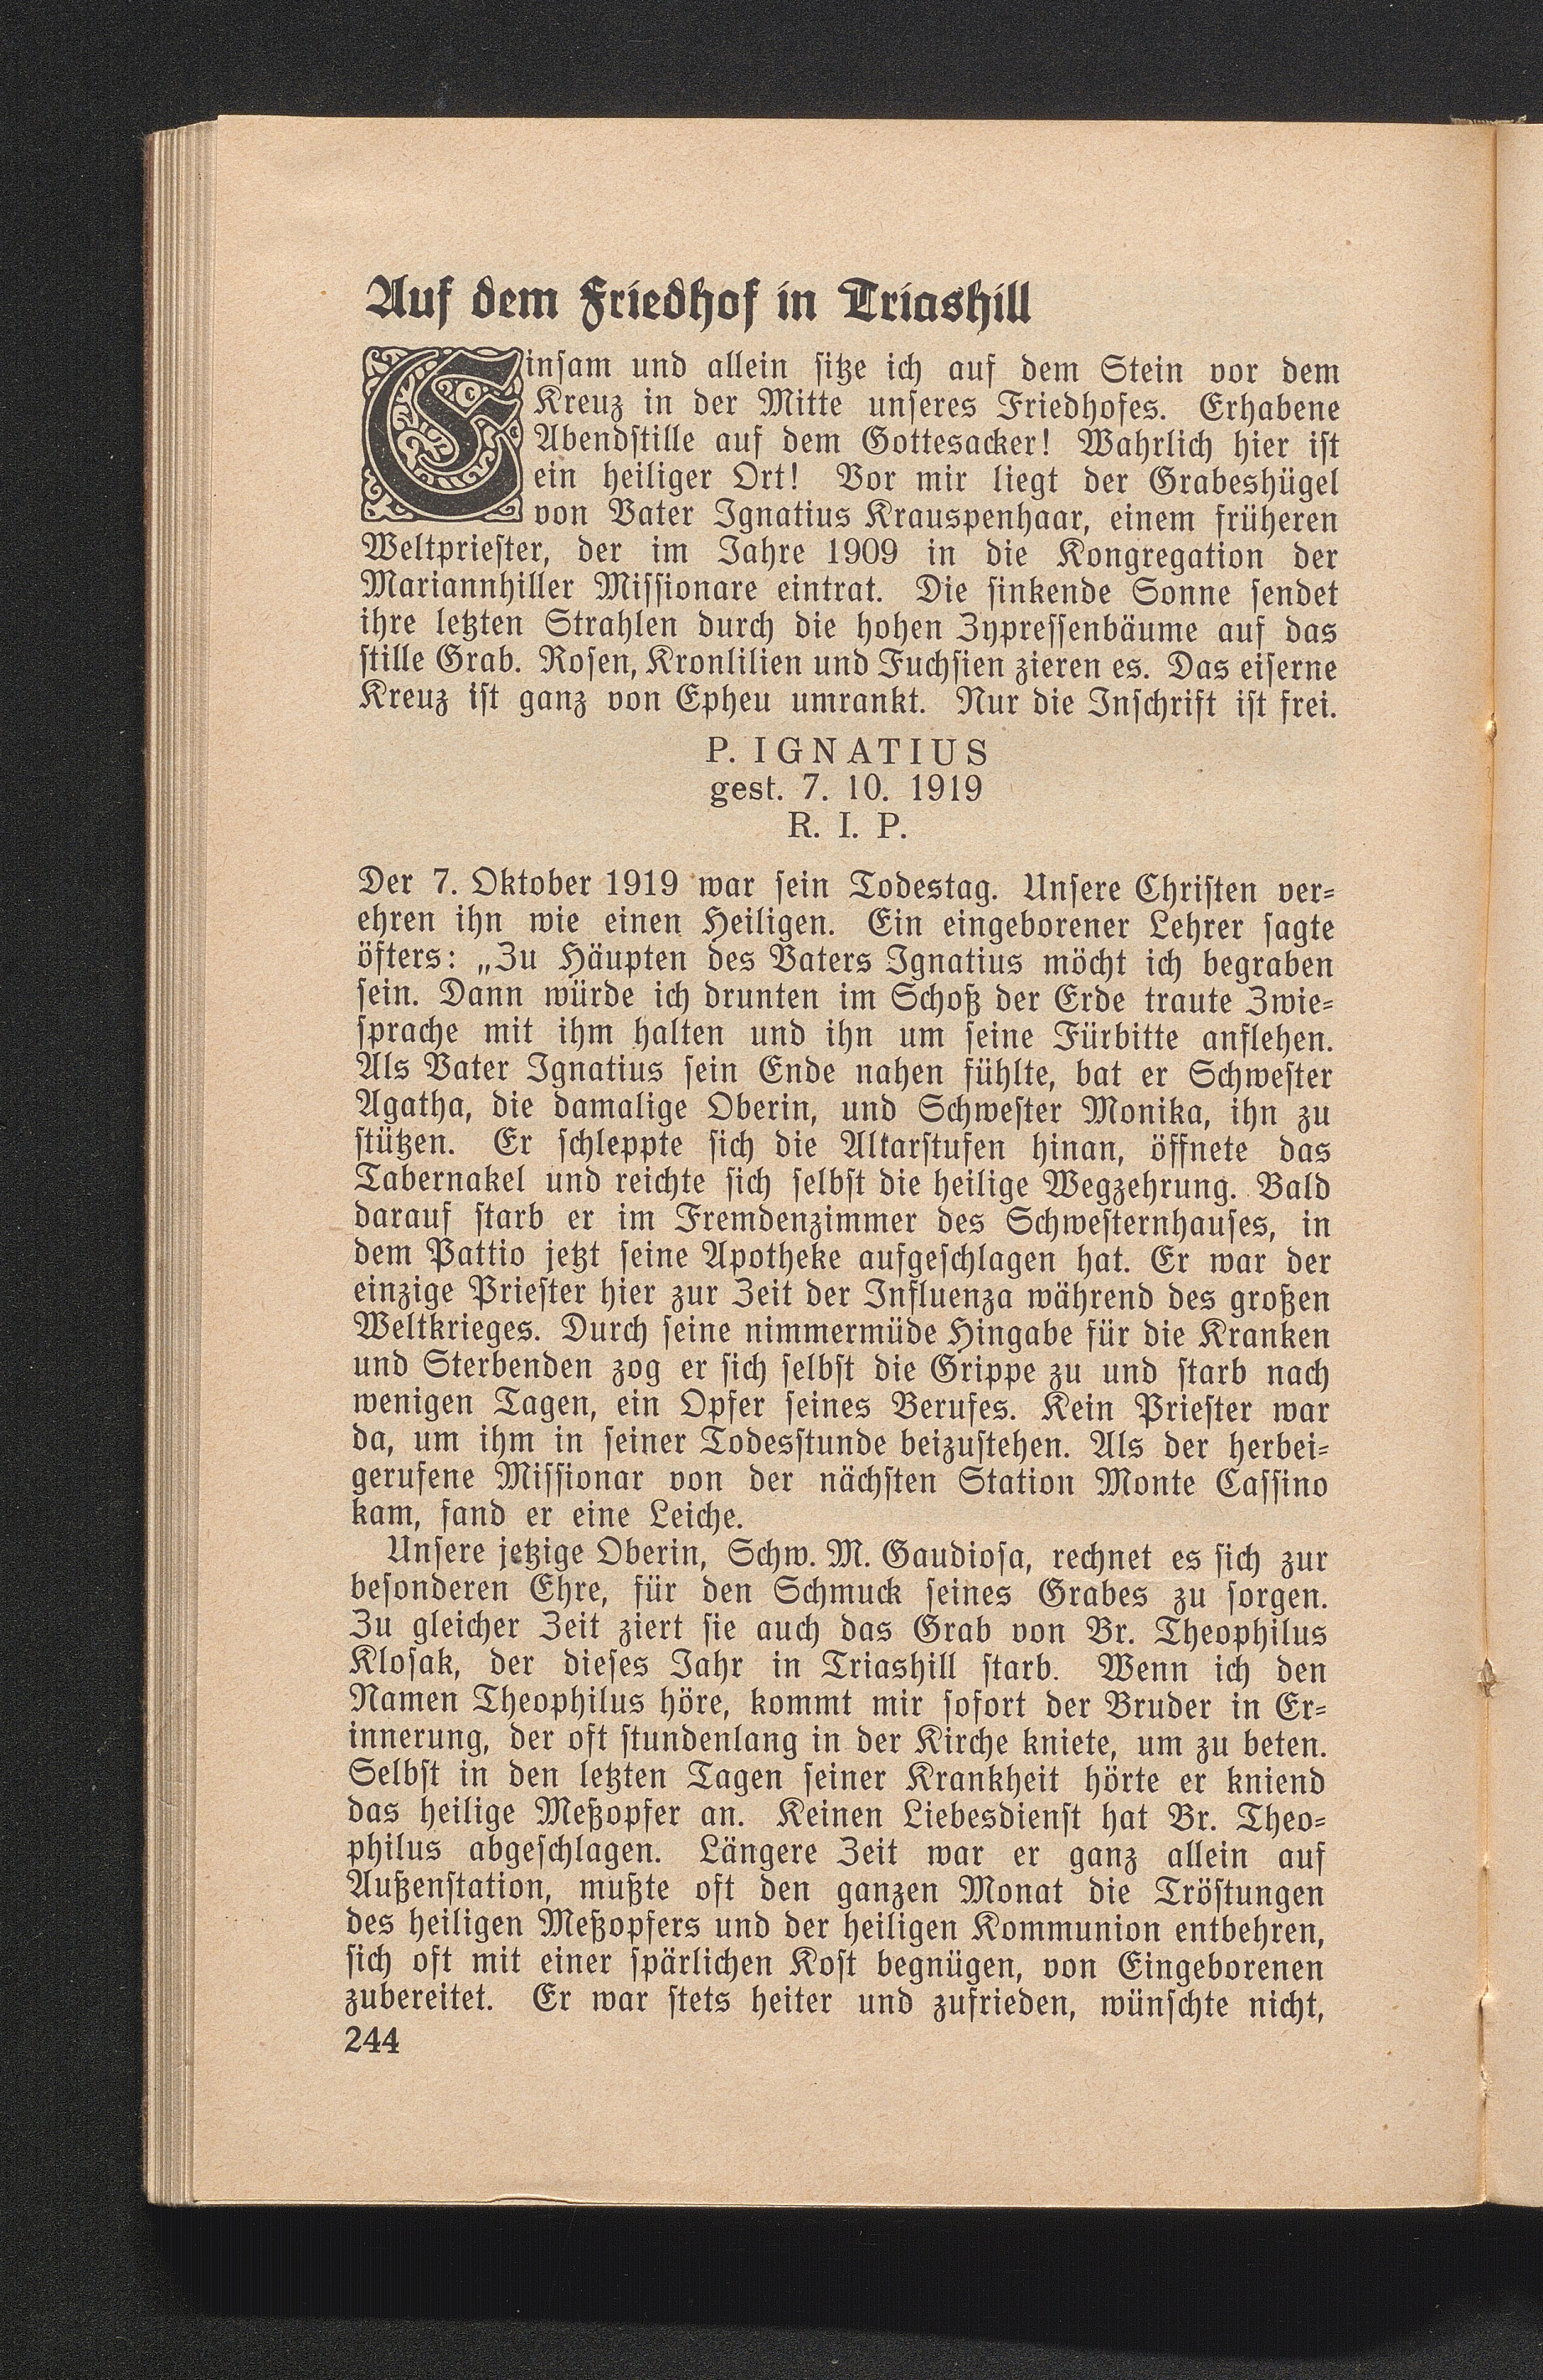 Auf dem Friedhof in Triashill
Einsam und allein sitze ich auf dem Stein vor dem
Kreuz in der Mitte unseres Friedhofes. Erhabene
Abendstille auf dem Gottesacker! Wahrlich hier ist
ein heiliger Ort! Vor mir liegt der Grabeshügel
von Vater Ignatius Krauspenhaar, einem früheren
Weltpriester, der im Jahre 1909 in die Kongregation der
Mariannhiller Missionare eintrat. Die sinkende Sonne sendet
ihre letzten Strahlen durch die hohen Zypressenbäume auf das
stille Grab. Rosen, Kronlilien und Fuchsien zieren es. Das eiserne
Kreuz ist ganz von Epheu umrankt. Nur die Inschrift ist frei.
P. IGNATIUS
gest. 7. 10. 1919
R. I. P.
Der 7. Oktober 1919 war sein Todestag. Unsere Christen ver-
ehren ihn wie einen Heiligen. Ein eingeborener Lehrer sagte
öfters: „Zu Häupten des Vaters Ignatius möcht ich begraben
sein. Dann würde ich drunten im Schoß der Erde traute Zwie-
sprache mit ihm halten und ihn um seine Fürbitte anflehen.
Als Vater Ignatius sein Ende nahen fühlte, bat er Schwester
Agatha, die damalige Oberin, und Schwester Monika, ihn zu
stützen. Er schleppte sich die Altarstufen hinan, öffnete das
Tabernakel und reichte sich selbst die heilige Wegzehrung. Bald
darauf starb er im Fremdenzimmer des Schwesternhauses, in
dem Pattio jetzt seine Apotheke aufgeschlagen hat. Er war der
einzige Priester hier zur Zeit der Influenza während des großen
Weltkrieges. Durch seine nimmermüde Hingabe für die Kranken
und Sterbenden zog er sich selbst die Grippe zu und starb nach
wenigen Tagen, ein Opfer seines Berufes. Kein Priester war
da, um ihm in seiner Todesstunde beizustehen. Als der herbei-
gerufene Missionar von der nächsten Station Monte Cassino
kam, fand er eine Leiche.
Unsere jetzige Oberin, Schw. M. Gaudiosa, rechnet es sich zur
besonderen Ehre, für den Schmuck seines Grabes zu sorgen.
Zu gleicher Zeit ziert sie auch das Grab von Br. Theophilus
Klosak, der dieses Jahr in Triashill starb. Wenn ich den
Namen Theophilus höre, kommt mir sofort der Bruder in Er-
innerung, der oft stundenlang in der Kirche kniete, um zu beten.
Selbst in den letzten Tagen seiner Krankheit hörte er kniend
das heilige Meßopfer an. Keinen Liebesdienst hat Br. Theo-
philus abgeschlagen. Längere Zeit war er ganz allein auf
Außenstation, mußte oft den ganzen Monat die Tröstungen
des heiligen Meßopfers und der heiligen Kommunion entbehren,
sich oft mit einer spärlichen Kost begnügen, von Eingeborenen
zubereitet. Er war stets heiter und zufrieden, wünschte nicht,
244